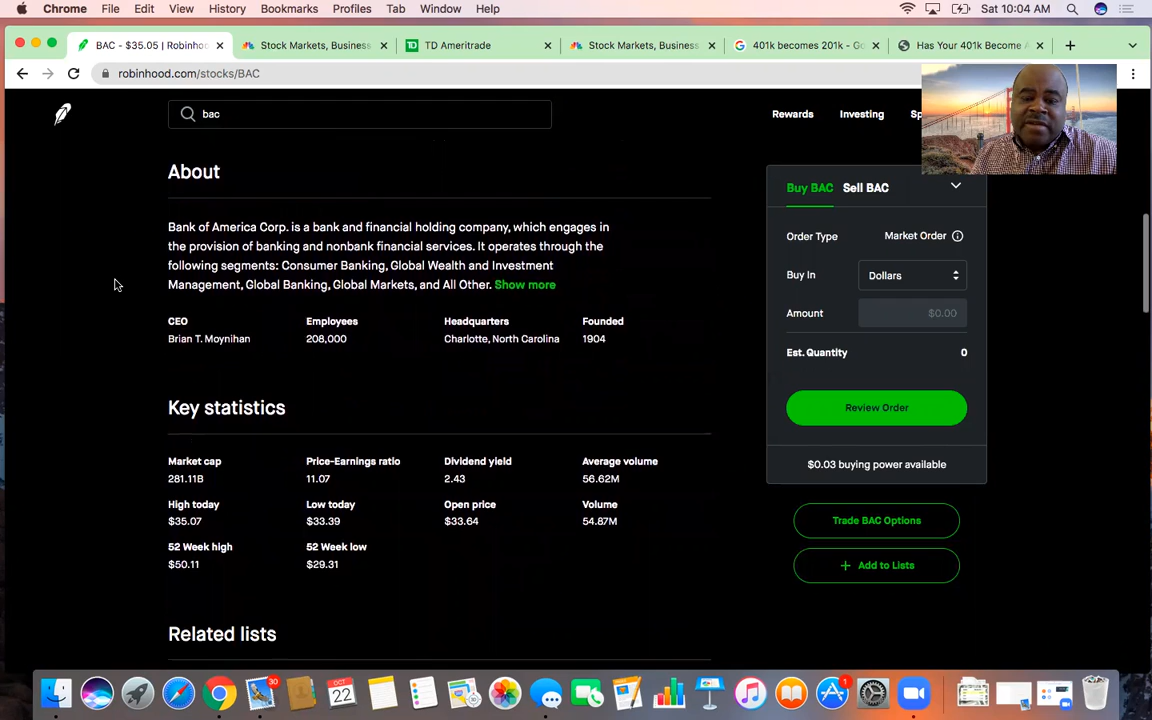 Chrome File Edit View History Bookmarks Profiles Tab Window Help Sat 10:04 AM
BAC - $35.05 | Robinhoo Stock Markets, Business TD Ameritrade Stock Markets, Business 401k becomes 201k - Go Has Your 401k Become A
robinhood.com/stocks/BAC
bac Rewards Investing Sp
About
Bank of America Corp. is a bank and financial holding company, which engages in
the provision of banking and nonbank financial services. It operates through the
following segments: Consumer Banking, Global Wealth and Investment
Management, Global Banking, Global Markets, and All Other. Show more
CEO Employees Headquarters Founded
Brian T. Moynihan 208,000 Charlotte, North Carolina 1904
Key statistics
Market cap Price-Earnings ratio Dividend yield Average volume
281.11B 11.07 2.43 56.62M
High today Low today Open price Volume
$35.07 $33.39 $33.64 54.87M
52 Week high 52 Week low
$50.11 $29.31
Related lists
Buy BAC Sell BAC
Order Type Market Order
Buy In Dollars
Amount $0.00
Est. Quantity 0
Review Order
$0.03 buying power available
Trade BAC Options
+ Add to Lists
30
OCT
22
1